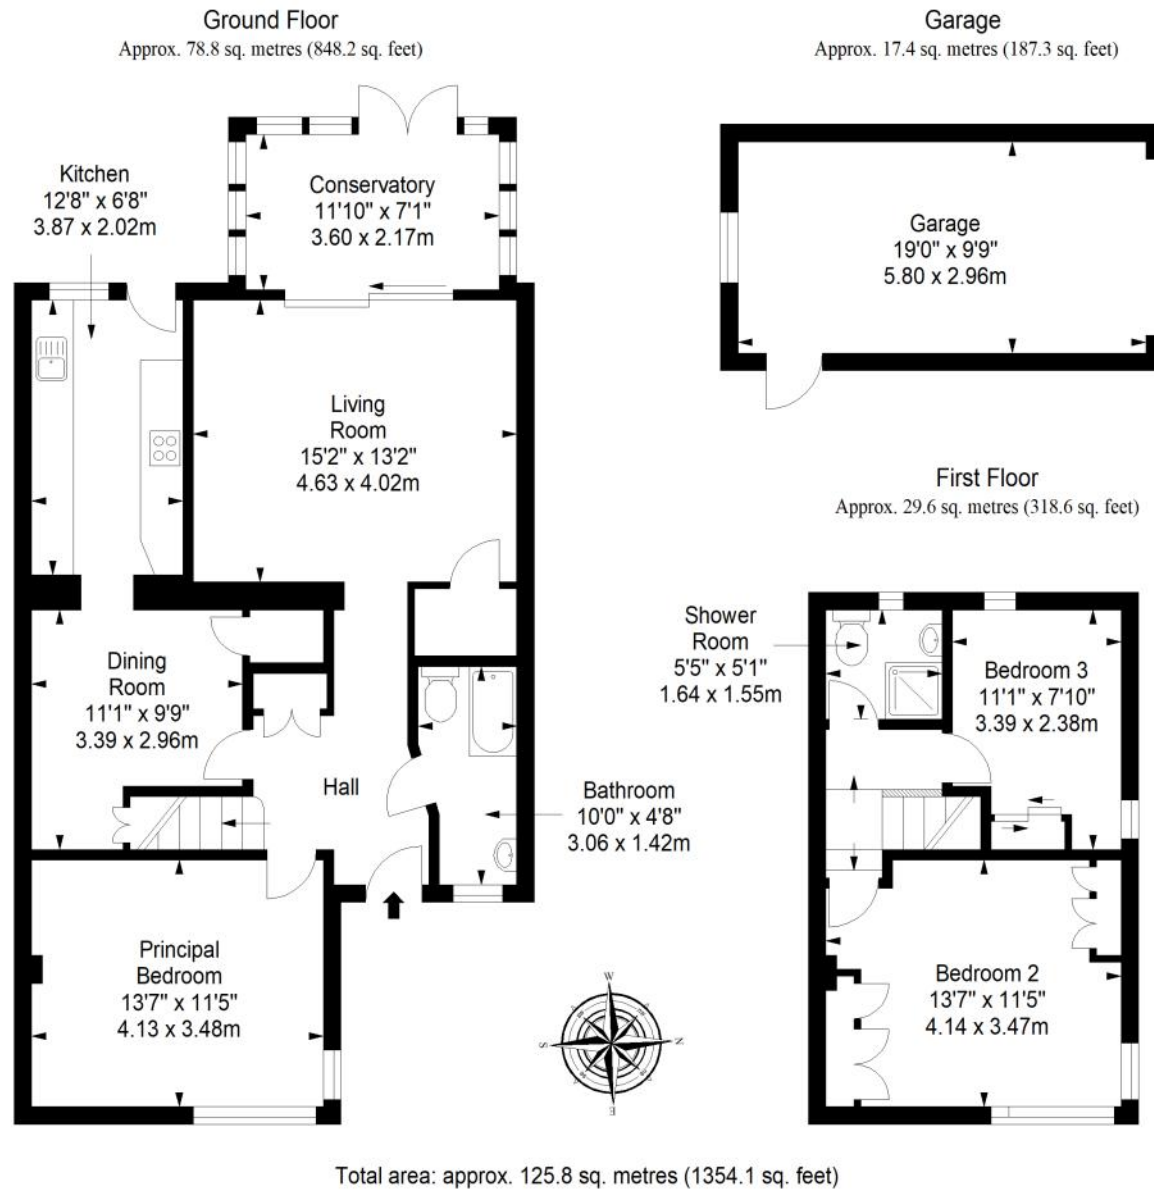 Ground Floor
Approx. 78.8 sq. metres (848.2 sq. feet)
Garage
Approx. 17.4 sq. metres (187.3 sq. feet)
Kitchen
12'8" x 6'8"
3.87 x 2.02m
Conservatory
11'10" x 7'1"
3.60 x 2.17m
Garage
19'0" x 9'9"
5.80 x 2.96m
Living
Room
15'2" x 13'2"
4.63 x 4.02m
First Floor
Approx. 29.6 sq. metres (318.6 sq. feet)
Dining
Room
11'1" x 9'9"
3.39 x 2.96m
Hall
Bathroom
10'0" x 4'8"
3.06 x 1.42m
Shower
Room
5'5" x 5'1"
1.64 x 1.55m
Bedroom 3
11'1" x 7'10"
3.39 x 2.38m
Principal
Bedroom
13'7" x 11'5"
4.13 x 3.48m
Bedroom 2
13'7" x 11'5"
4.14 x 3.47m
W
S
N
E
Total area: approx. 125.8 sq. metres (1354.1 sq. feet)